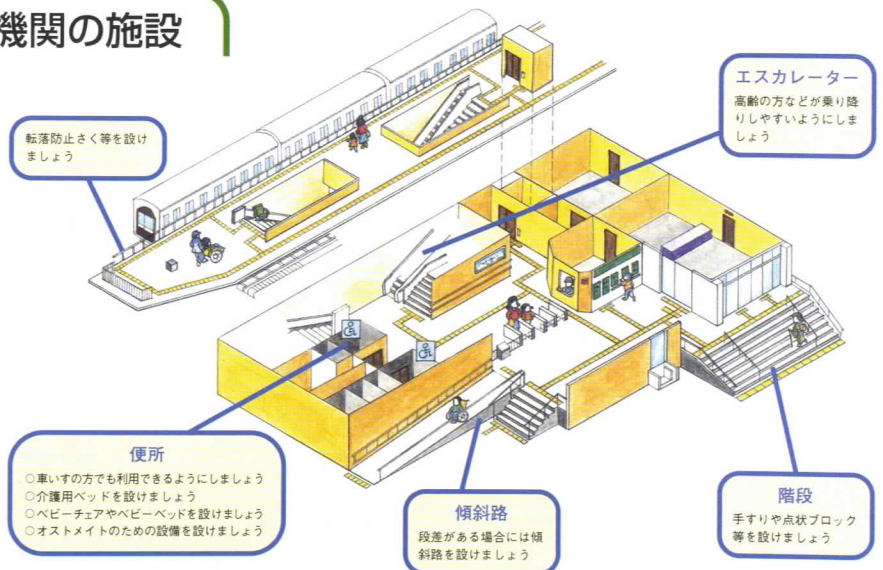 機関の施設
転落防止さく等を設け
ましょう
エスカレーター
高齢の方などが乗り降
りしやすいようにしま
しょう
便所
○車いすの方でも利用できるようにしましょう
○介護用ベッドを設けましょう
○ベビーチェアやベビーベッドを設けましょう
○オストメイトのための設備を設けましょう
傾斜路
段差がある場合には傾
斜路を設けましょう
階段
手すりや点状ブロック
等を設けましょう